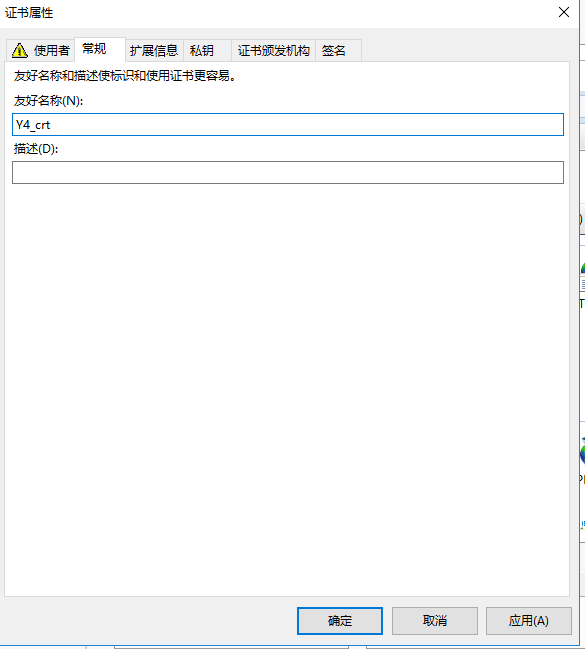 证书属性
使用者 常规 扩展信息 私钥 证书颁发机构 签名
友好名称和描述使标识和使用证书更容易。
友好名称(N):
Y4_crt
描述(D):
确定 取消 应用(A)